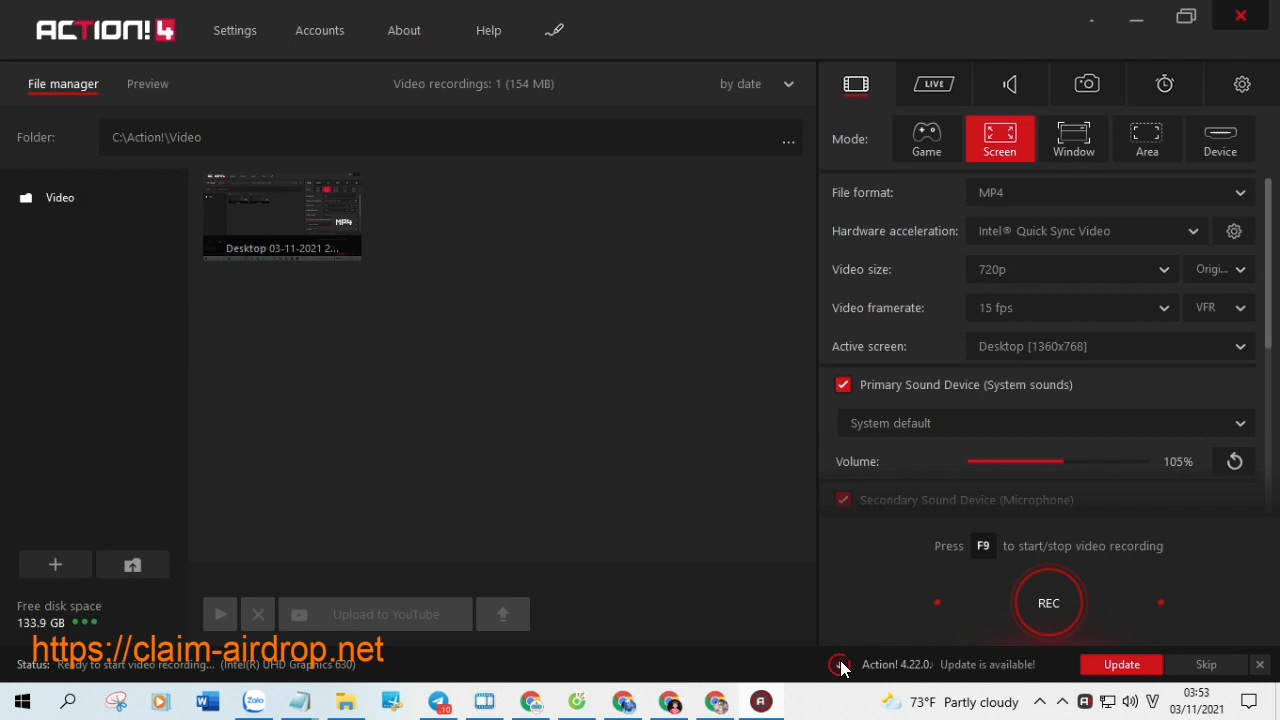 ACTION! 4
Settings
Accounts
About
Help
File manager
Preview
Video recordings: 1 (154 MB)
by date
LIVE
Folder:
C:\Action!\Video
...
Mode:
Game
Screen
Window
Area
Device
Video
MP4
Desktop 03-11-2021 2...
File format:
MP4
Hardware acceleration:
Intel® Quick Sync Video
Video size:
720p
Origi...
Video framerate:
15 fps
VFR
Active screen:
Desktop [1360x768]
Primary Sound Device (System sounds)
System default
Volume:
105%
Secondary Sound Device (Microphone)
Press F9 to start/stop video recording
REC
Upload to YouTube
Free disk space
133.9 GB
https://claim-airdrop.net
Status: Ready to start video recording... (Intel(R) UHD Graphics 630)
Action! 4.22.0. Update is available!
Update
Skip
Zalo
10
73°F Partly cloudy
03:53
03/11/2021